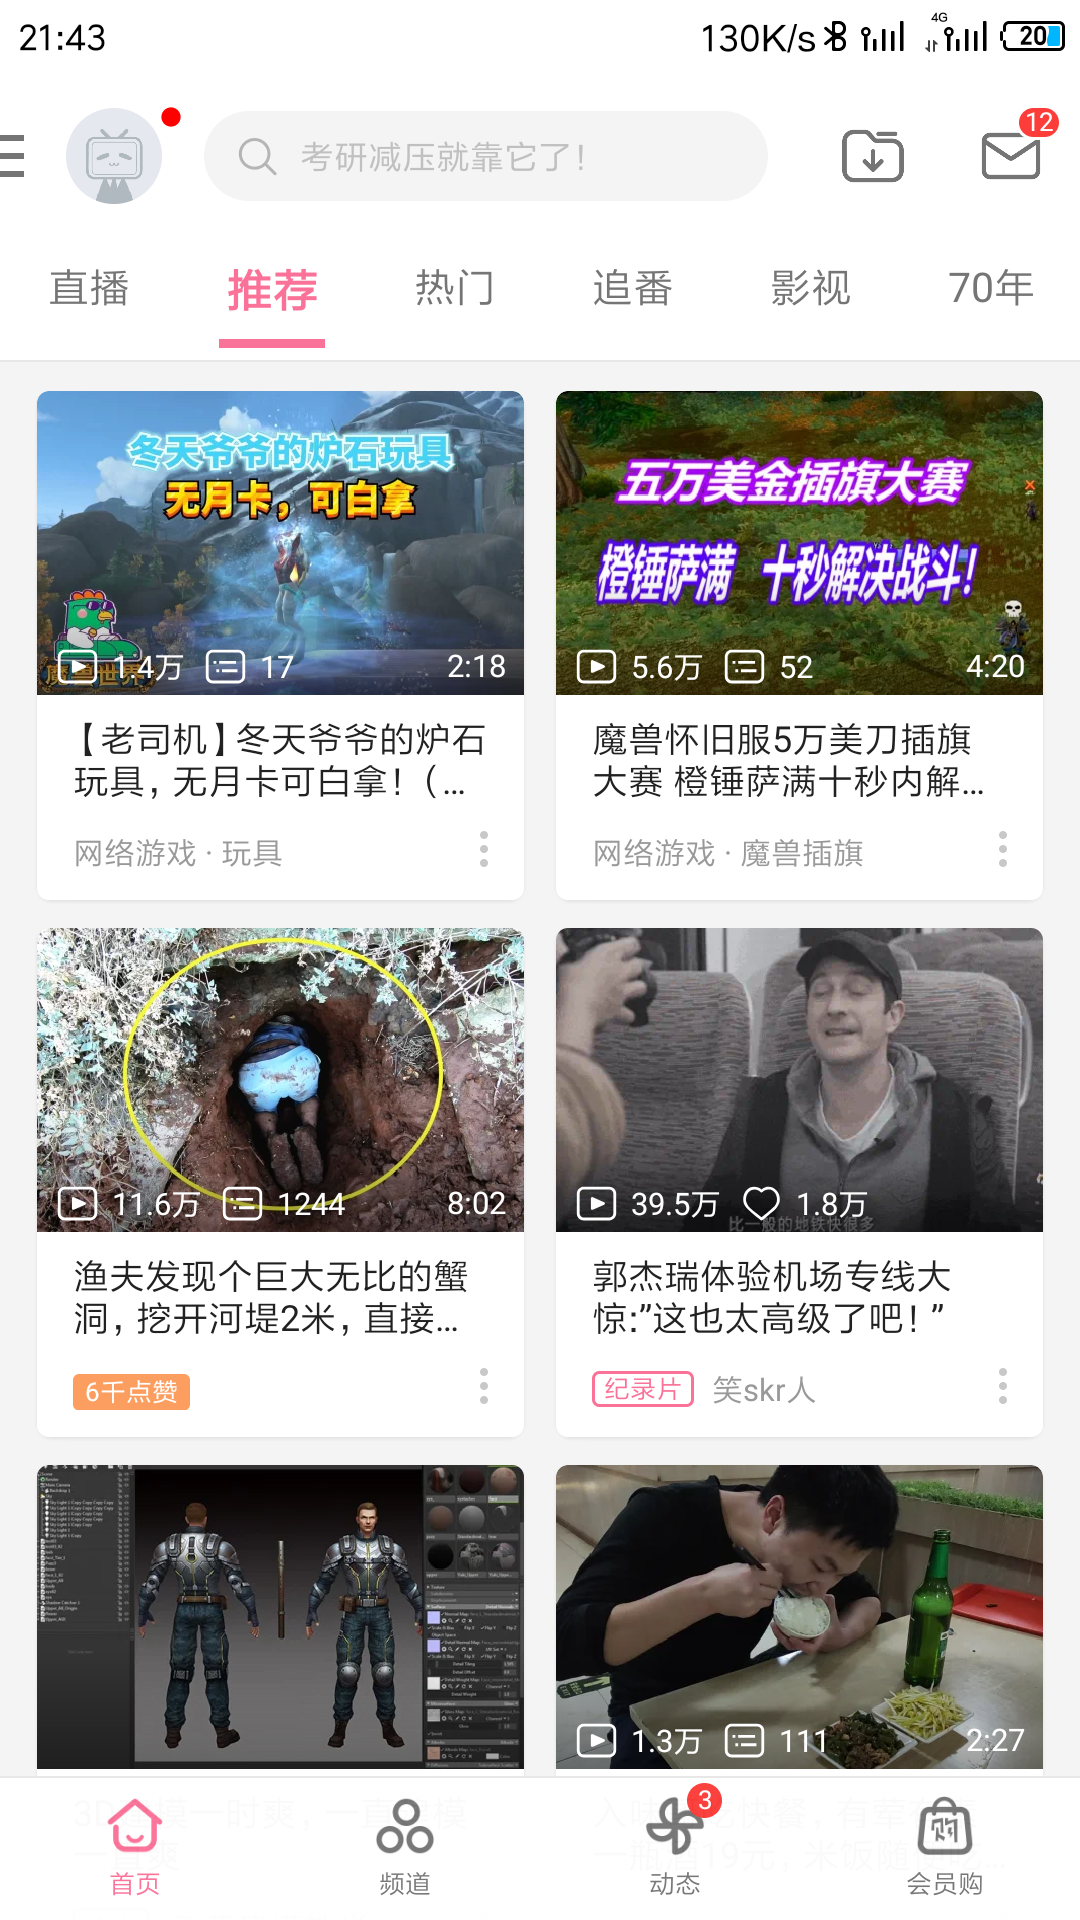 21:43
130K/s
4G
20
考研减压就靠它了！
12
直播
推荐
热门
追番
影视
70年
冬天爷爷的炉石玩具
无月卡，可白拿
魔兽世界
1.4万
17
2:18
五万美金插旗大赛
橙锤萨满 十秒解决战斗!
5.6万
52
4:20
【老司机】冬天爷爷的炉石
玩具，无月卡可白拿！（...
网络游戏 · 玩具
魔兽怀旧服5万美刀插旗
大赛 橙锤萨满十秒内解...
网络游戏 · 魔兽插旗
11.6万
1244
8:02
比一般的地铁快很多
39.5万
1.8万
渔夫发现个巨大无比的蟹
洞，挖开河堤2米，直接...
6千点赞
郭杰瑞体验机场专线大
惊:”这也太高级了吧！”
纪录片
笑skr人
1.3万
111
2:27
首页
频道
3
动态
购
会员购